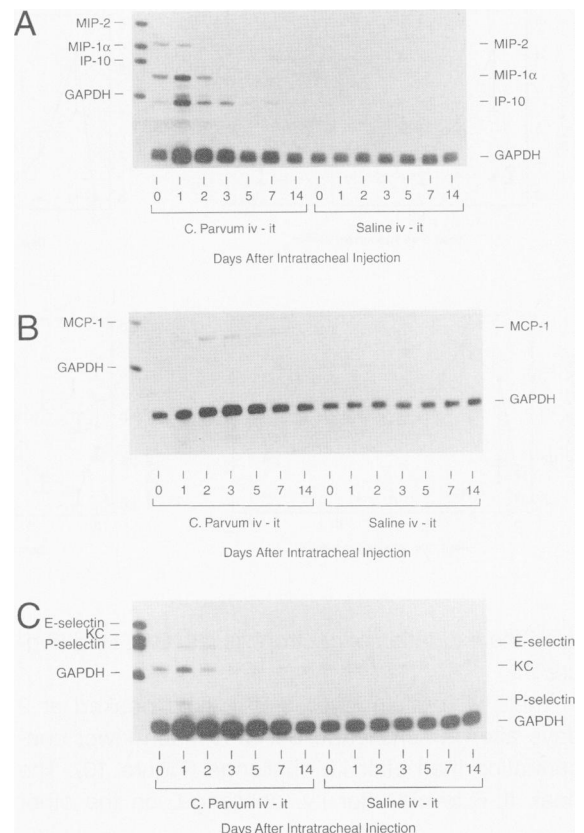 A
MIP-2
MIP-1α
IP-10
GAPDH
MIP-2
MIP-1α
IP-10
GAPDH
0 1 2 3 5 7 14 0 1 2 3 5 7 14
C. Parvum iv - it Saline iv - it
Days After Intratracheal Injection
B
MCP-1
GAPDH
MCP-1
GAPDH
0 1 2 3 5 7 14 0 1 2 3 5 7 14
C. Parvum iv - it Saline iv - it
Days After Intratracheal Injection
C
E-selectin
KC
P-selectin
GAPDH
E-selectin
KC
P-selectin
GAPDH
0 1 2 3 5 7 14 0 1 2 3 5 7 14
C. Parvum iv - it Saline iv - it
Days After Intratracheal Injection